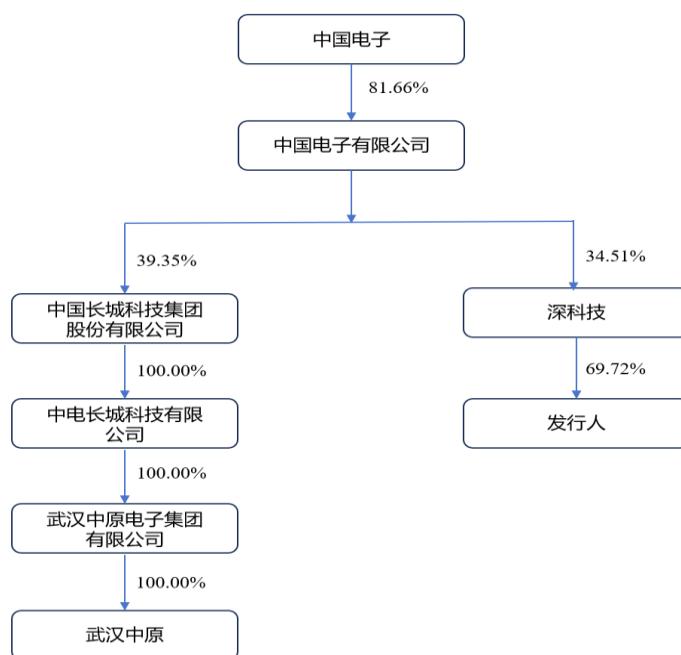 中国电子
81.66%
中国电子有限公司
39.35%
34.51%
中国长城科技集团
股份有限公司
深科技
100.00%
69.72%
中电长城科技有限
公司
发行人
100.00%
武汉中原电子集团
有限公司
100.00%
武汉中原